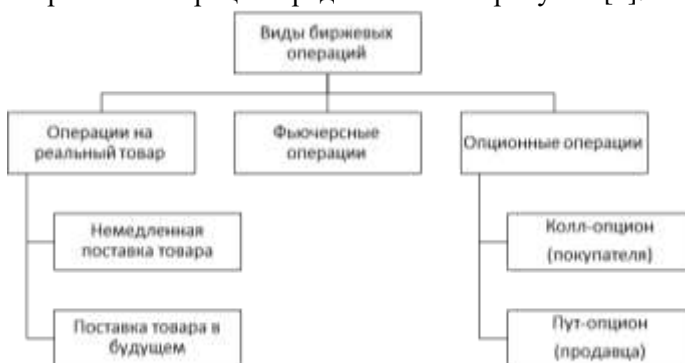 Виды биржевых
операций
Операции на
реальный товар
Фьючерсные
операции
Опционные операции
Немедленная
поставка товара
Колл-опцион
(покупателя)
Поставка товара в
будущем
Пут-опцион
(продавца)